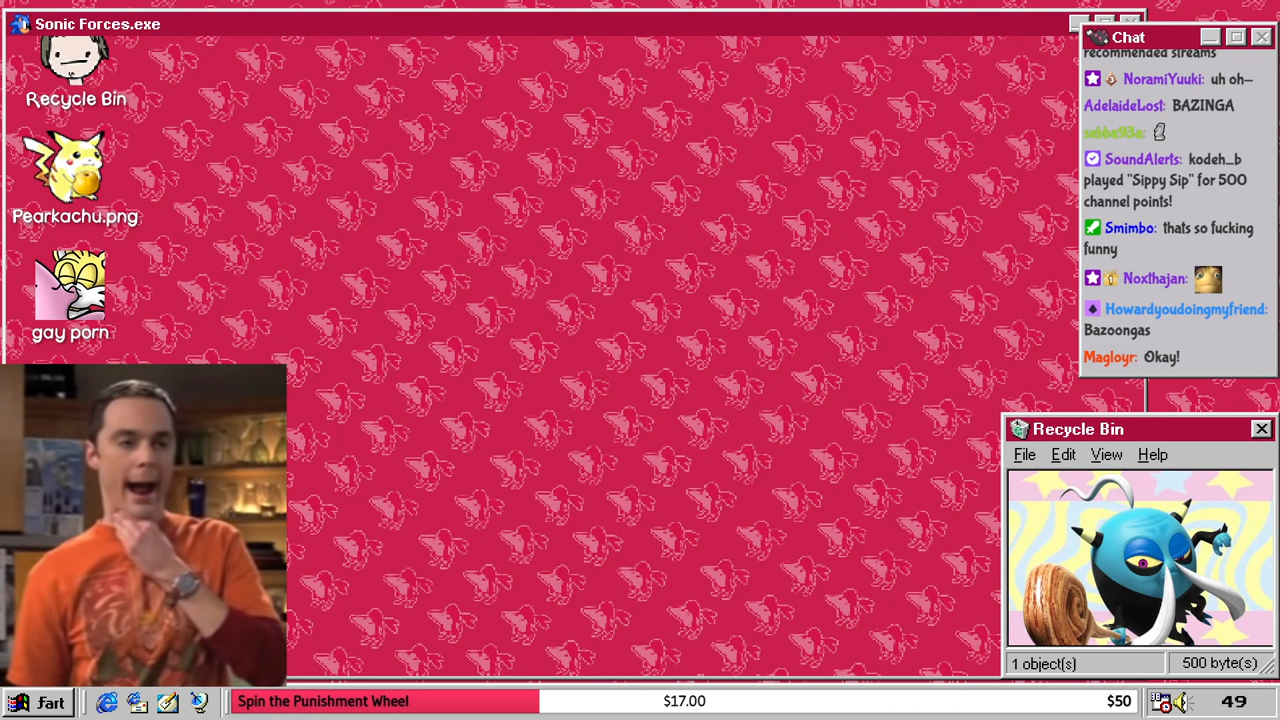 Sonic Forces.exe
Recycle Bin
Pearkachu.png
gay porn
Chat
recommended streams
NoramiYuuki: uh oh–
AdelaideLost: BAZINGA
SoundAlerts: kodeh_b
played "Sippy Sip" for 500
channel points!
Smimbo: thats so fucking
funny
Noxthajan:
Howardyoudoingmyfriend:
Bazoongas
Magloyr: Okay!
Recycle Bin
File Edit View Help
1 object(s) 500 byte(s)
fart
Spin the Punishment Wheel $17.00 $50
49